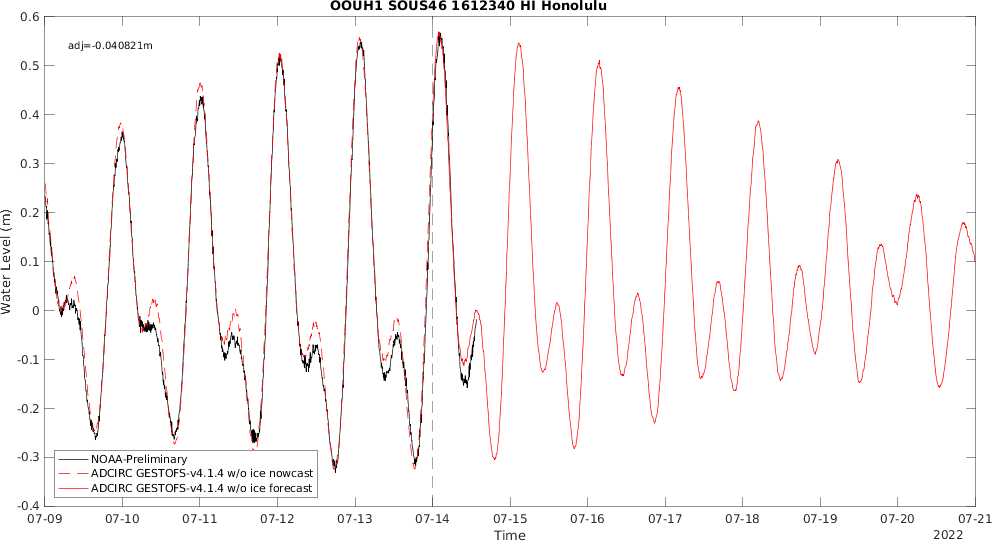 OOUH1 SOUS46 1612340 HI Honolulu
adj=-0.040821m
Water Level (m)
0.6
0.5
0.4
0.3
0.2
0.1
0
-0.1
-0.2
-0.3
-0.4
NOAA-Preliminary
ADCIRC GESTOFS-v4.1.4 w/o ice nowcast
ADCIRC GESTOFS-v4.1.4 w/o ice forecast
07-09 07-10 07-11 07-12 07-13 07-14 07-15 07-16 07-17 07-18 07-19 07-20 07-21
Time
2022